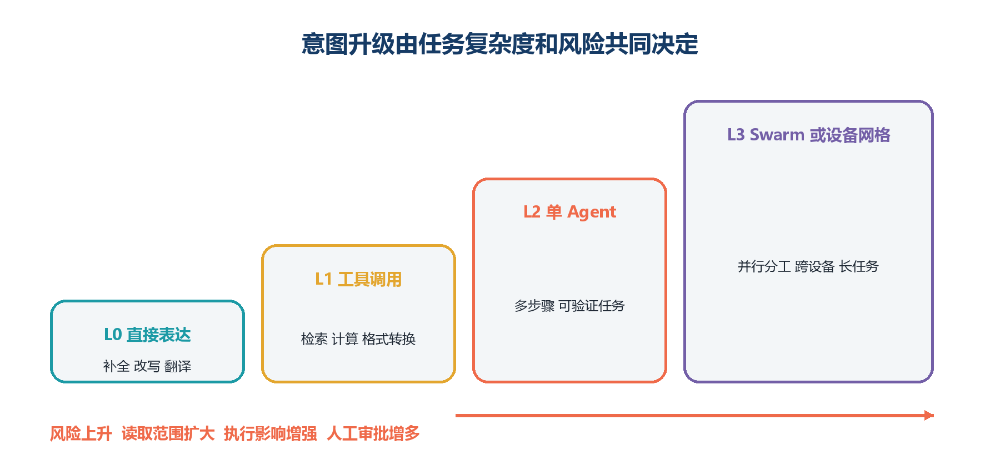 意图升级由任务复杂度和风险共同决定
L0 直接表达
补全 改写 翻译
L1 工具调用
检索 计算 格式转换
L2 单 Agent
多步骤 可验证任务
L3 Swarm 或设备网格
并行分工 跨设备 长任务
风险上升 读取范围扩大 执行影响增强 人工审批增多